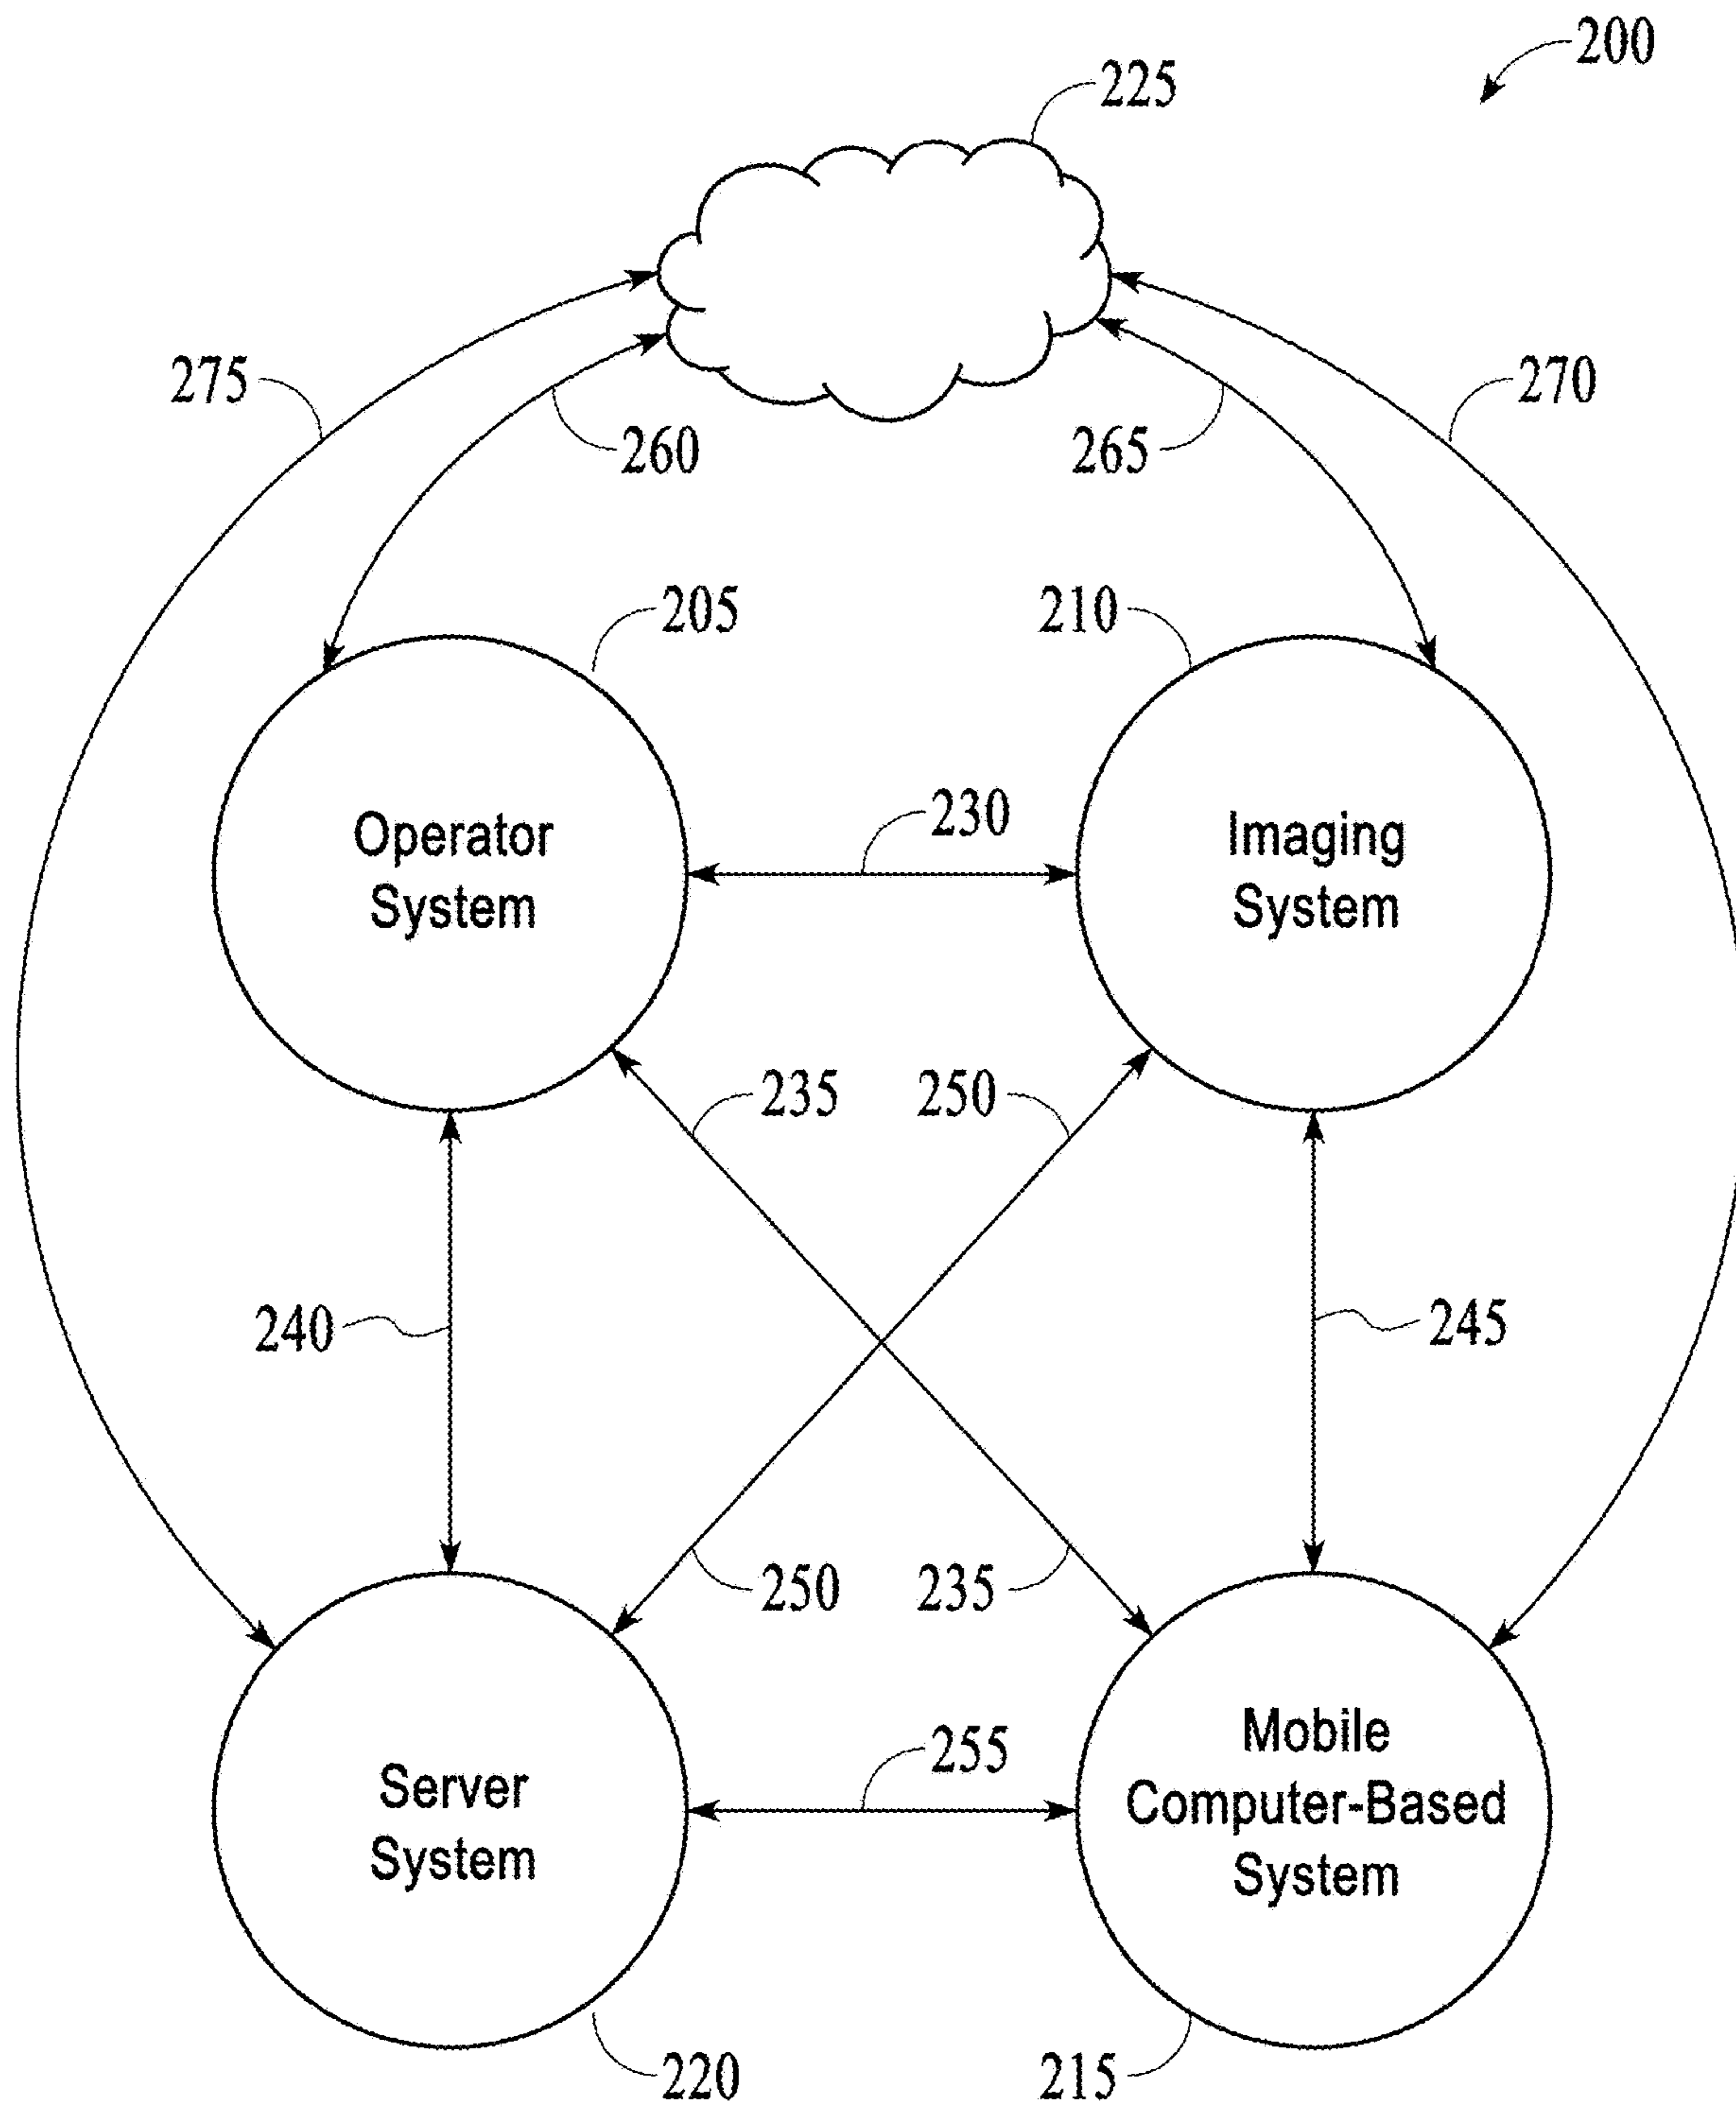 200
225
275
260
265
270
205
210
230
Operator
System
Imaging
System
235
250
240
245
250
235
255
Server
System
Mobile
Computer-Based
System
220
215